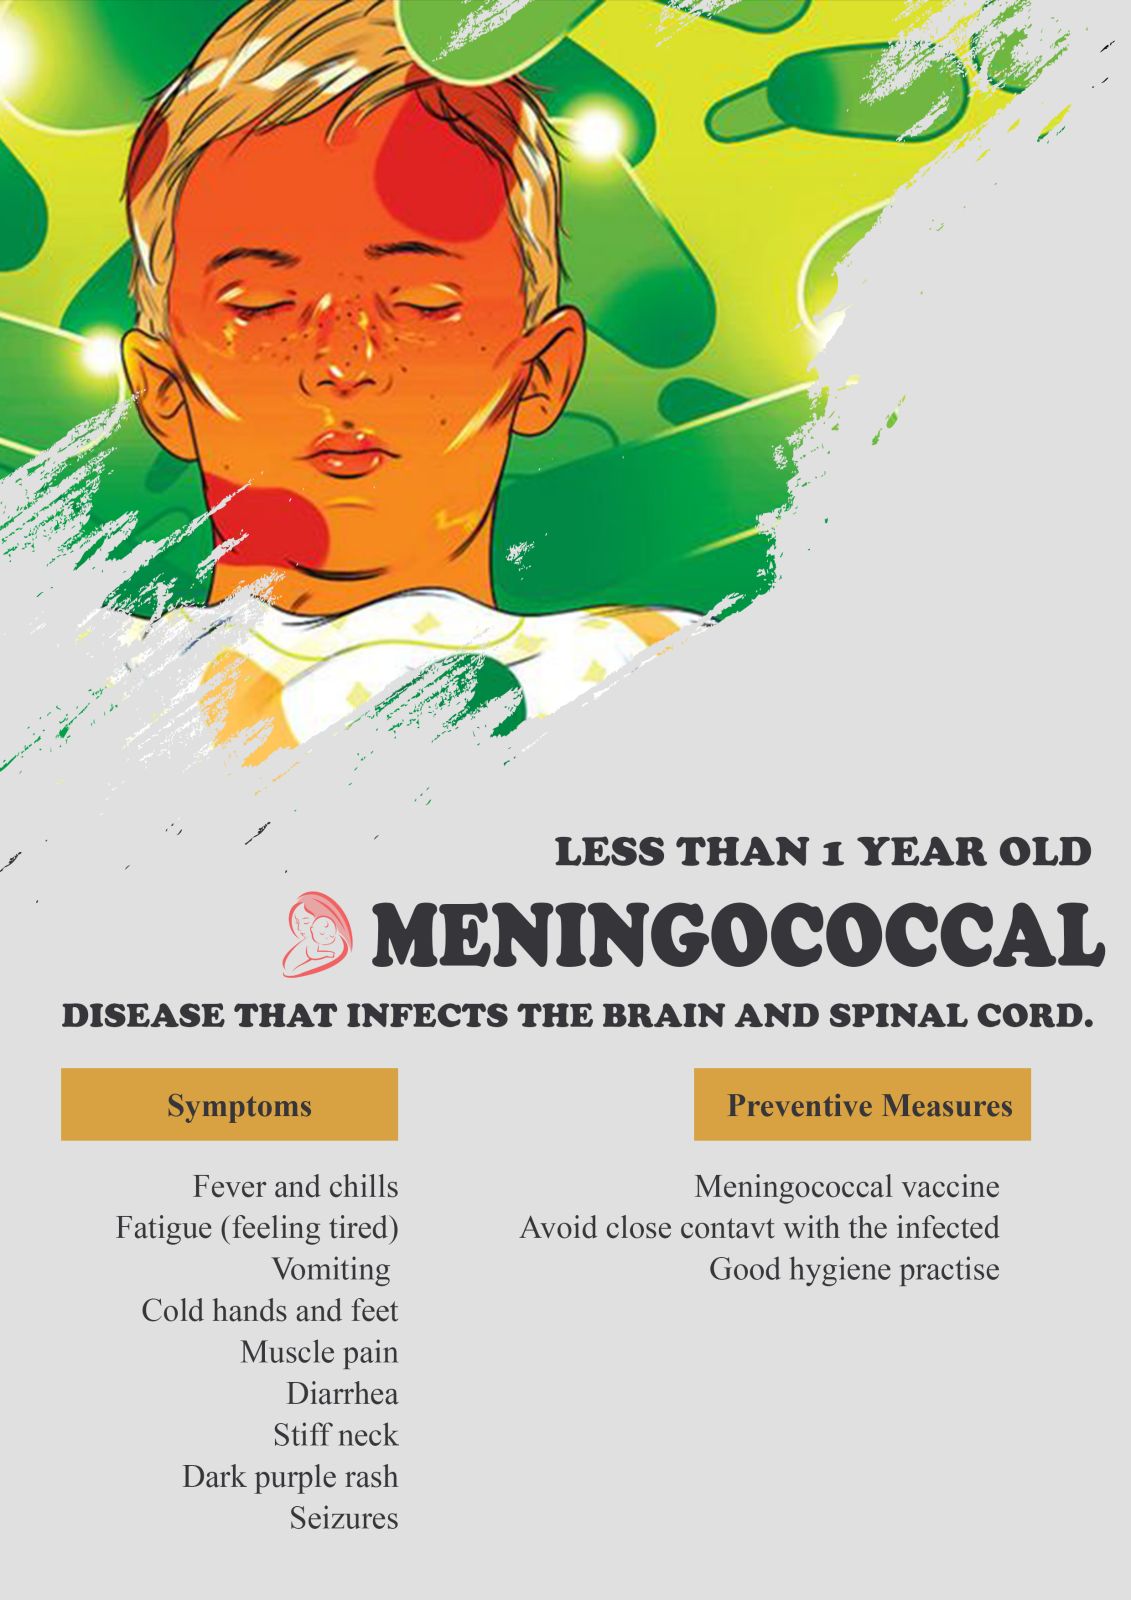 LESS THAN 1 YEAR OLD
MENINGOCOCCAL
DISEASE THAT INFECTS THE BRAIN AND SPINAL CORD.
Symptoms
Fever and chills
Fatigue (feeling tired)
Vomiting
Cold hands and feet
Muscle pain
Diarrhea
Stiff neck
Dark purple rash
Seizures
Preventive Measures
Meningococcal vaccine
Avoid close contavt with the infected
Good hygiene practise